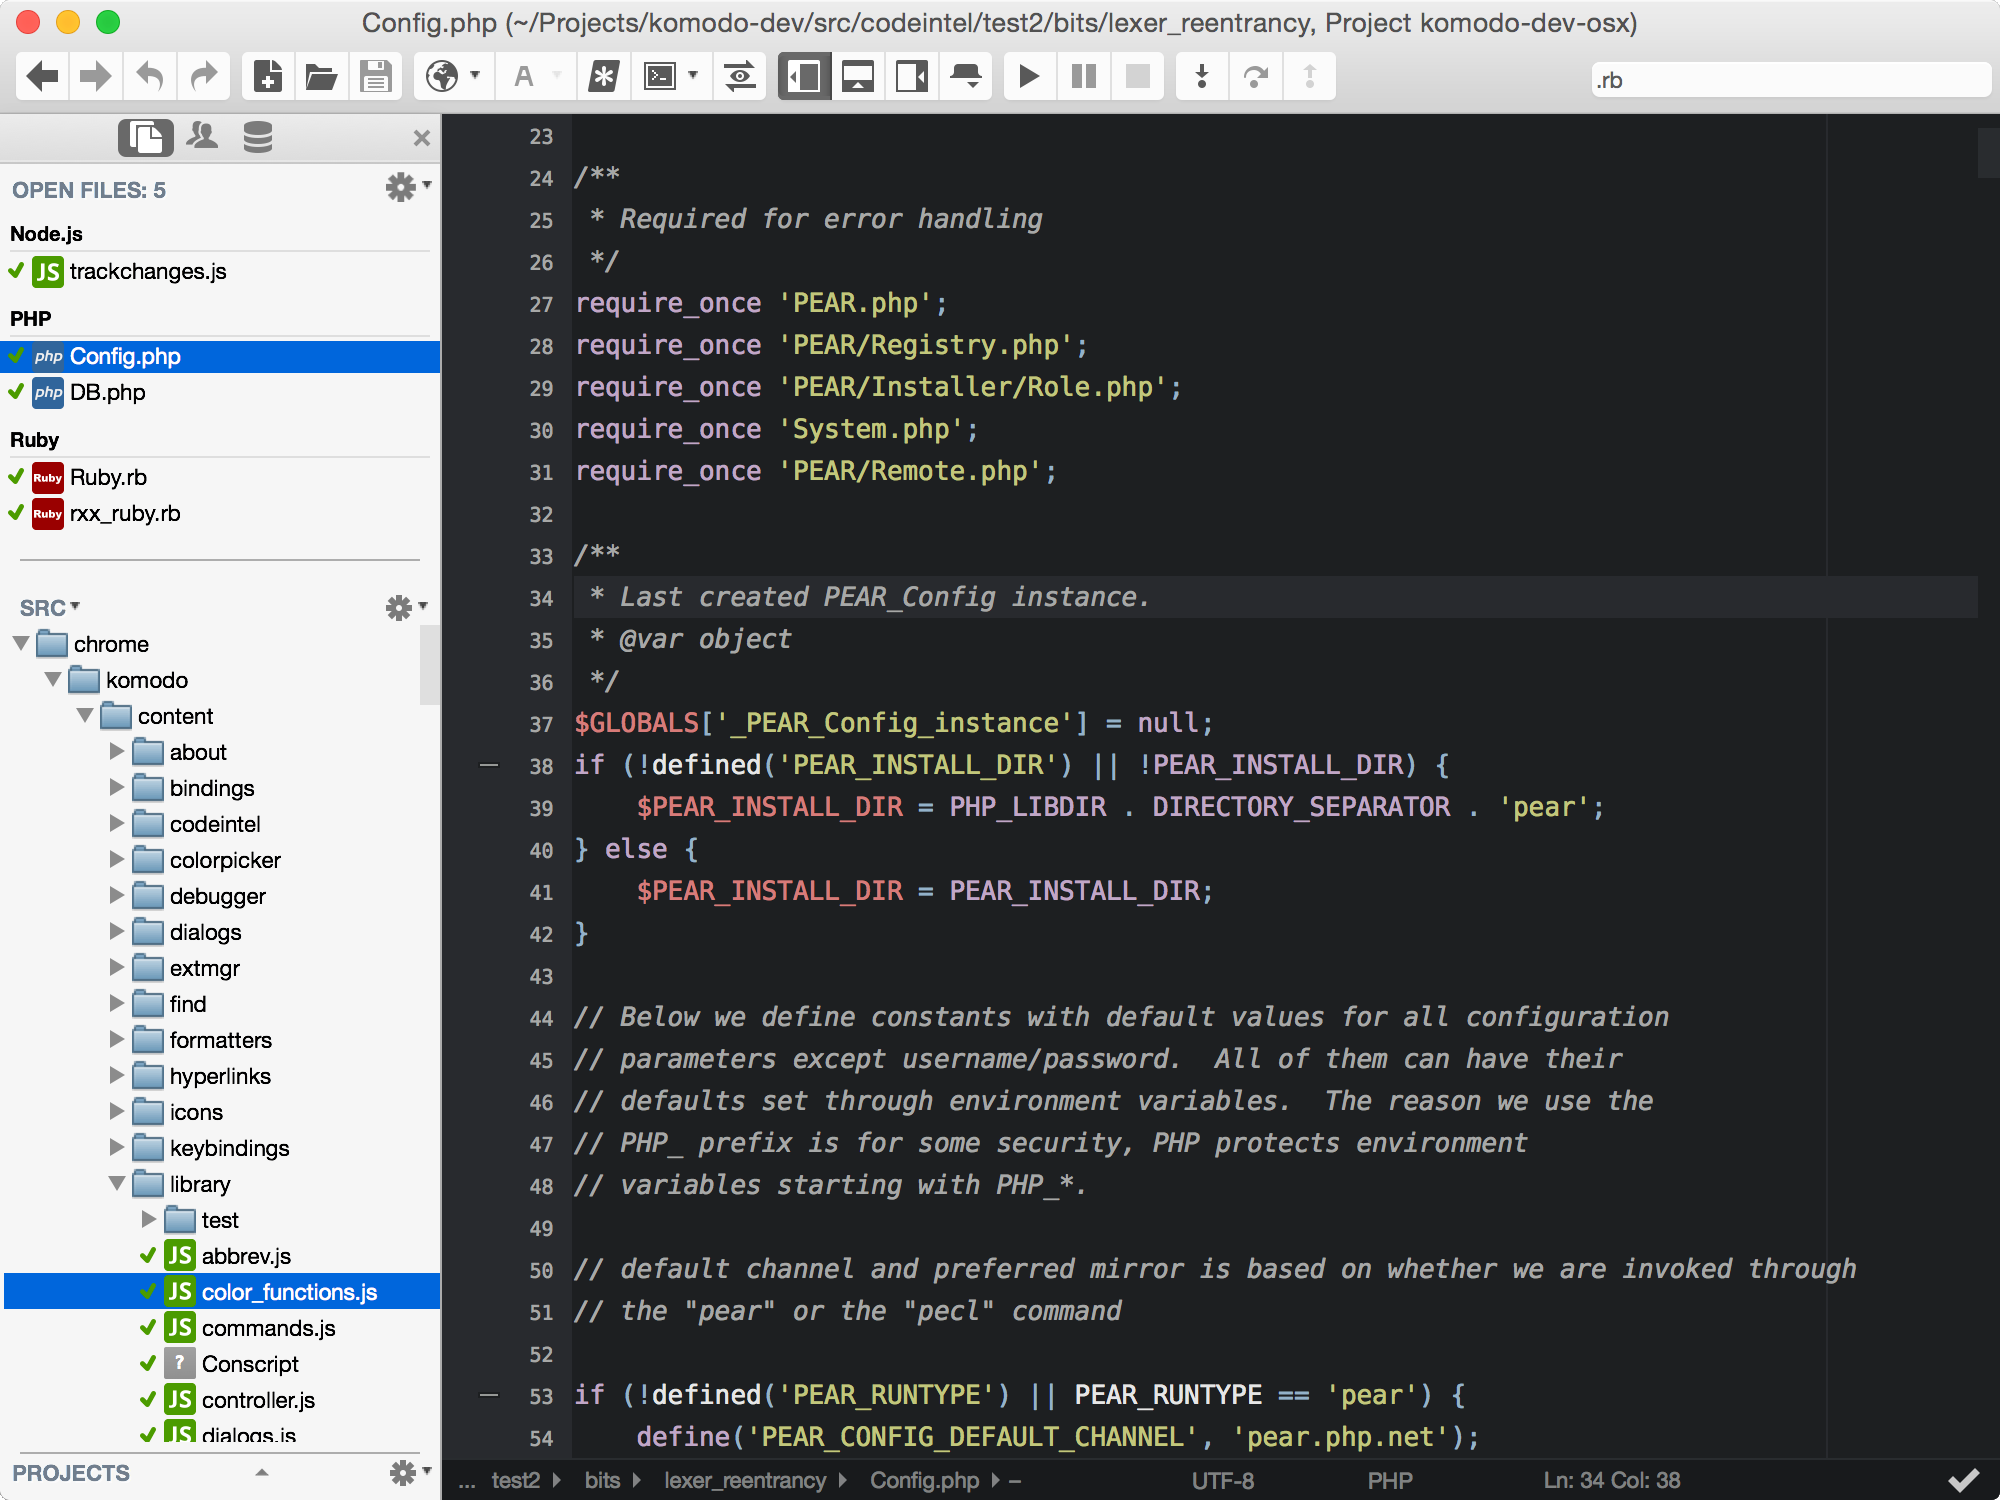 Config.php (~/Projects/komodo-dev/src/codeintel/test2/bits/lexer_reentrancy, Project komodo-dev-osx)
A
.rb
OPEN FILES: 5
Node.js
JS trackchanges.js
PHP
php Config.php
php DB.php
Ruby
Ruby Ruby.rb
Ruby rxx_ruby.rb
SRC
chrome
komodo
content
about
bindings
codeintel
colorpicker
debugger
dialogs
extmgr
find
formatters
hyperlinks
icons
keybindings
library
test
JS abbrev.js
JS color_functions.js
JS commands.js
? Conscript
JS controller.js
JS dialogs.js
PROJECTS
23
24 /**
25  * Required for error handling
26  */
27 require_once 'PEAR.php';
28 require_once 'PEAR/Registry.php';
29 require_once 'PEAR/Installer/Role.php';
30 require_once 'System.php';
31 require_once 'PEAR/Remote.php';
32
33 /**
34  * Last created PEAR_Config instance.
35  * @var object
36  */
37 $GLOBALS['_PEAR_Config_instance'] = null;
38 if (!defined('PEAR_INSTALL_DIR') || !PEAR_INSTALL_DIR) {
39     $PEAR_INSTALL_DIR = PHP_LIBDIR . DIRECTORY_SEPARATOR . 'pear';
40 } else {
41     $PEAR_INSTALL_DIR = PEAR_INSTALL_DIR;
42 }
43
44 // Below we define constants with default values for all configuration
45 // parameters except username/password.  All of them can have their
46 // defaults set through environment variables.  The reason we use the
47 // PHP_ prefix is for some security, PHP protects environment
48 // variables starting with PHP_*.
49
50 // default channel and preferred mirror is based on whether we are invoked through
51 // the "pear" or the "pecl" command
52
53 if (!defined('PEAR_RUNTYPE') || PEAR_RUNTYPE == 'pear') {
54     define('PEAR_CONFIG_DEFAULT_CHANNEL', 'pear.php.net');
... test2 bits lexer_reentrancy Config.php – UTF-8 PHP Ln: 34 Col: 38